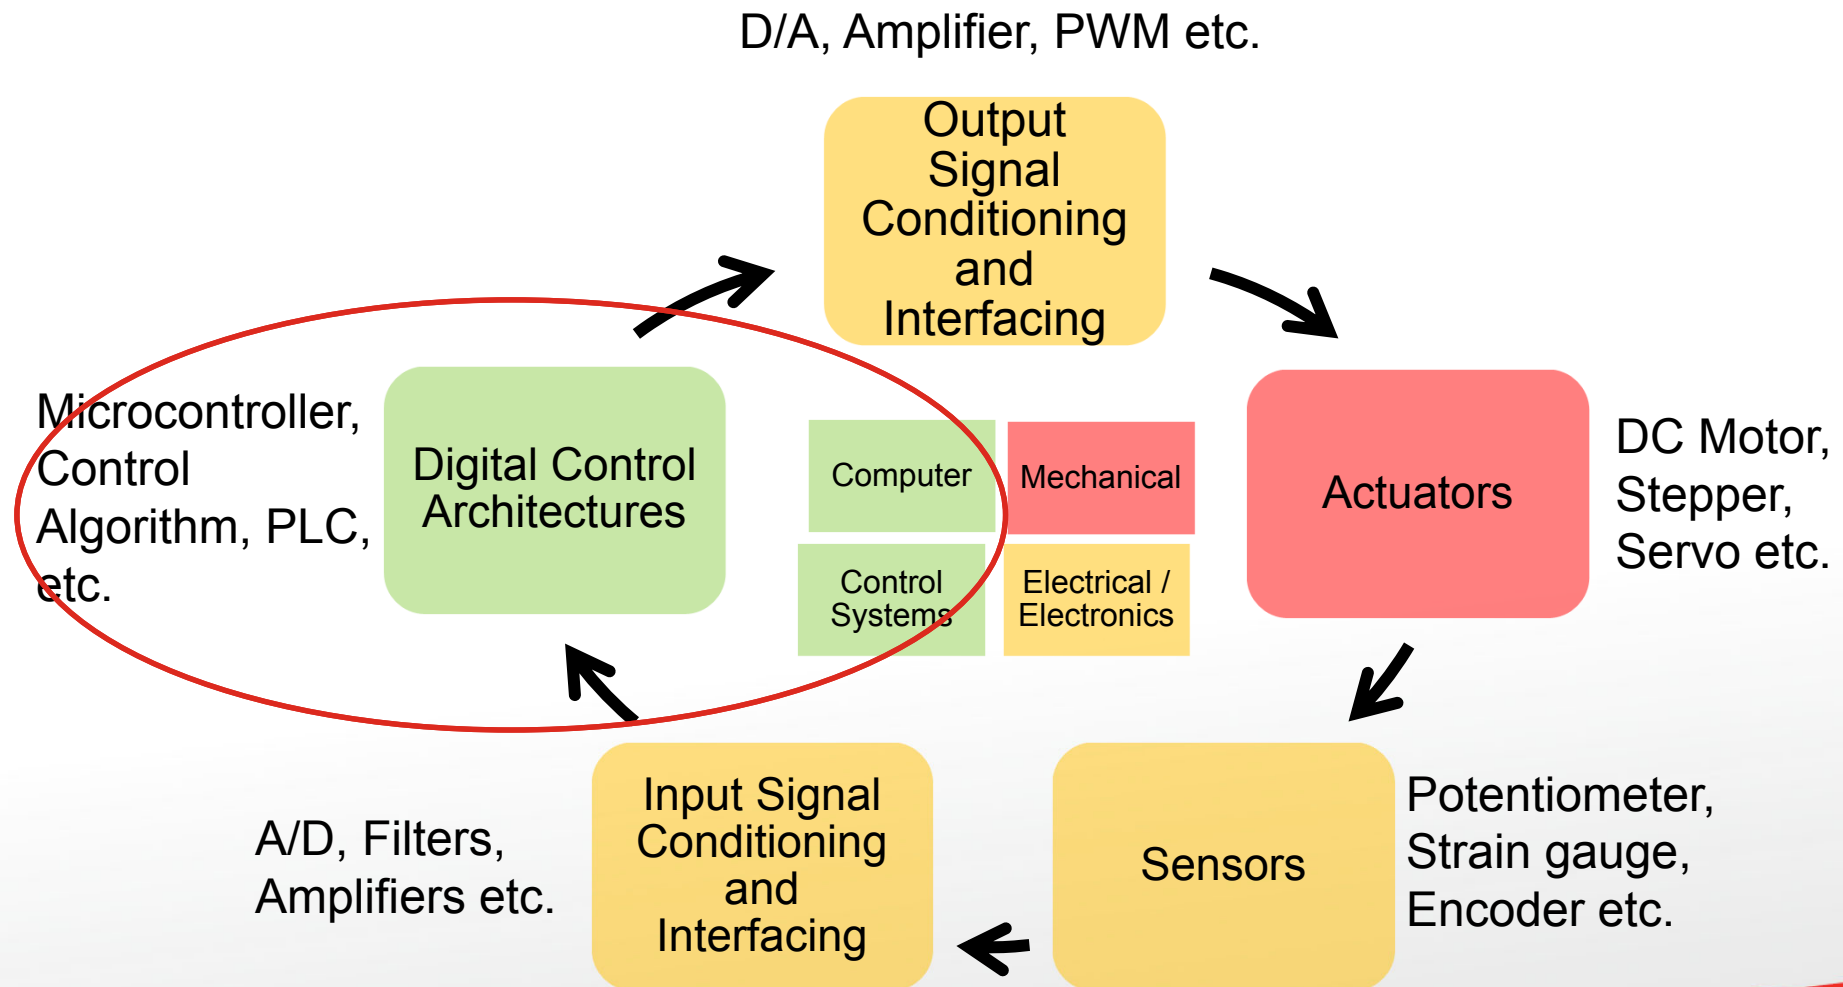 D/A, Amplifier, PWM etc.
Output
Signal
Conditioning
and
Interfacing
Microcontroller,
Control
Algorithm, PLC,
etc.
Digital Control
Architectures
Computer
Mechanical
Control
Systems
Electrical /
Electronics
Actuators
DC Motor,
Stepper,
Servo etc.
A/D, Filters,
Amplifiers etc.
Input Signal
Conditioning
and
Interfacing
Sensors
Potentiometer,
Strain gauge,
Encoder etc.